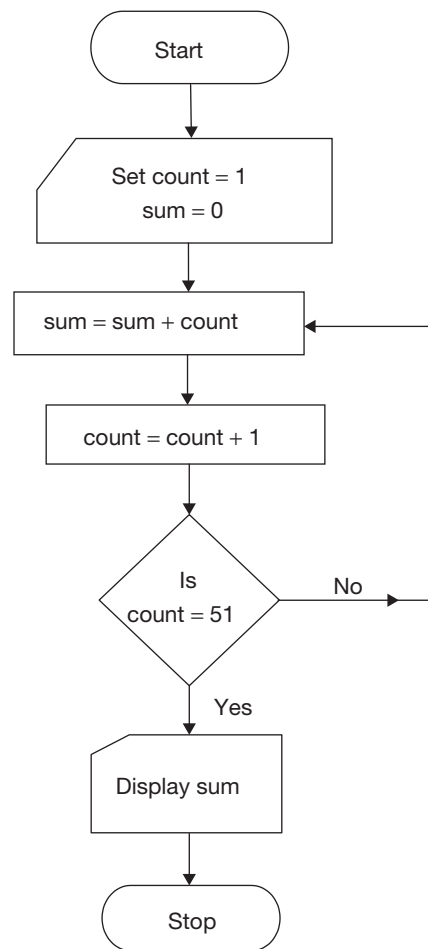 Start
Set count = 1
sum = 0
sum = sum + count
count = count + 1
Is
count = 51
No
Yes
Display sum
Stop